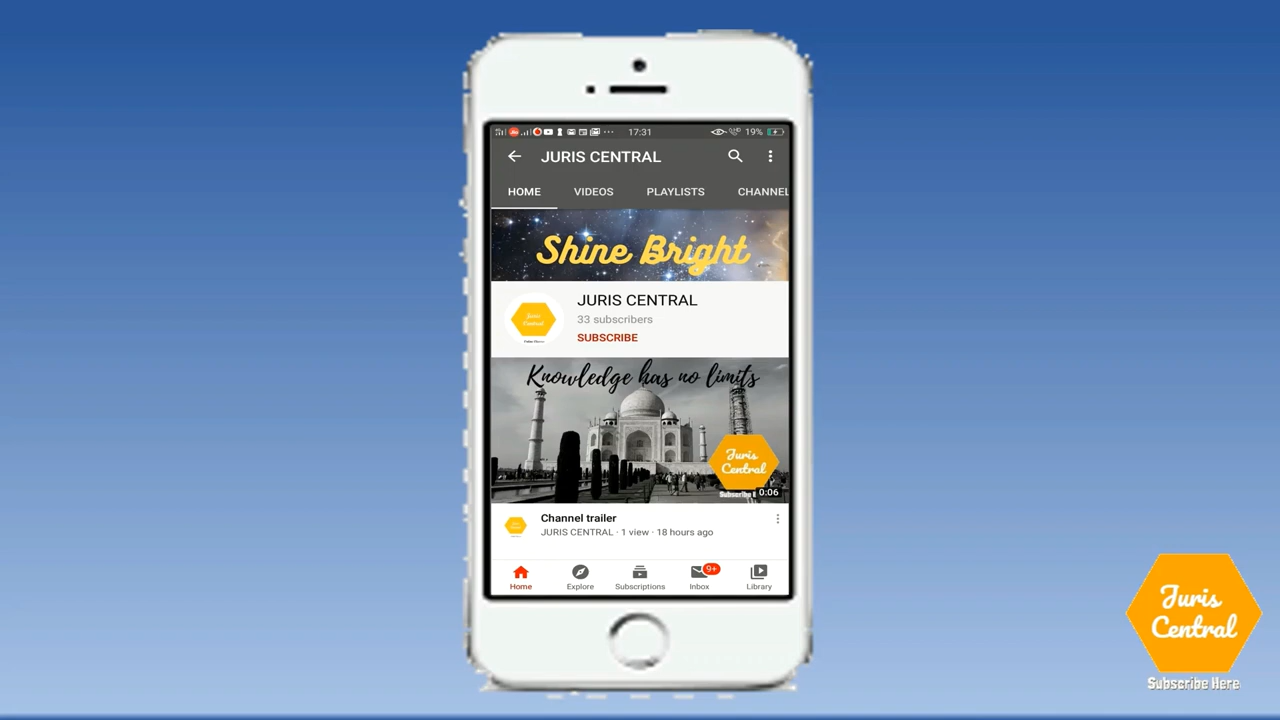 17:31
19%
JURIS CENTRAL
HOME VIDEOS PLAYLISTS CHANNEL
Shine Bright
JURIS CENTRAL
33 subscribers
SUBSCRIBE
Juris
Central
Knowledge has no limits
Juris
Central
0:06
Channel trailer
JURIS CENTRAL · 1 view · 18 hours ago
9+
Home Explore Subscriptions Inbox Library
Juris
Central
Subscribe Here